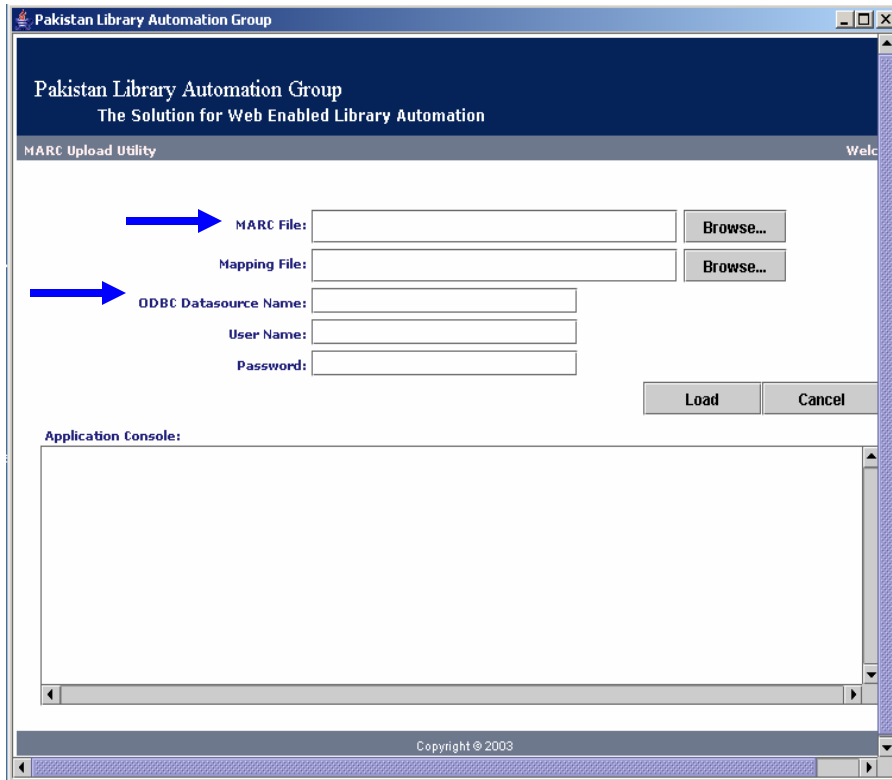 Pakistan Library Automation Group
Pakistan Library Automation Group
The Solution for Web Enabled Library Automation
MARC Upload Utility Welc
MARC File: Browse...
Mapping File: Browse...
ODBC Datasource Name:
User Name:
Password:
Load Cancel
Application Console:
Copyright © 2003